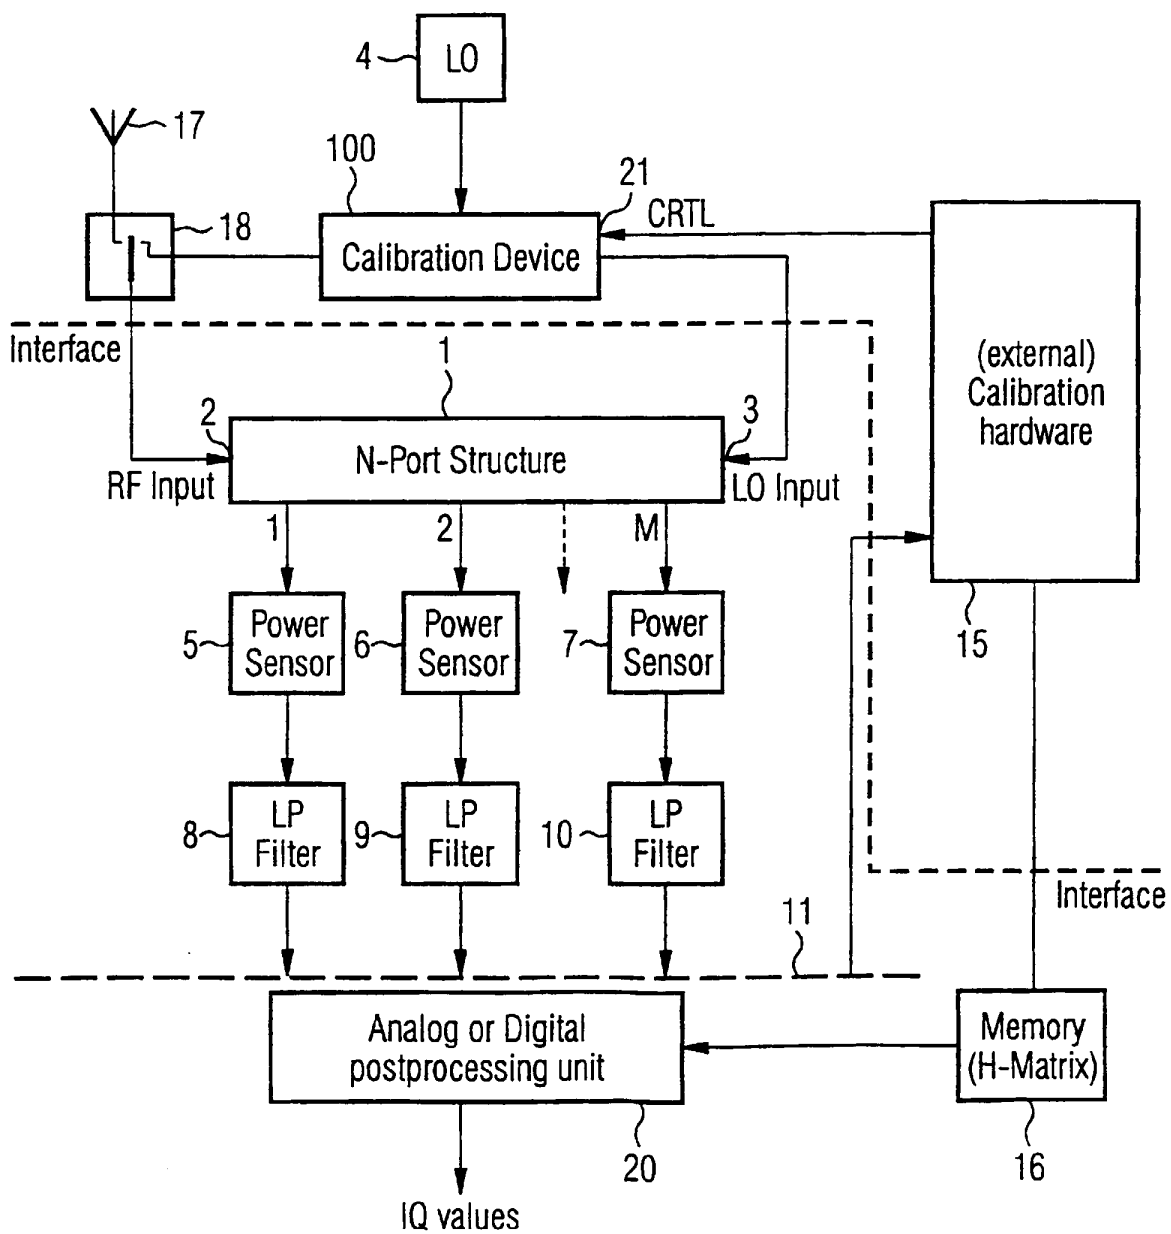 4
LO
17
100
21
CRTL
18
Calibration Device
Interface
1
(external)
Calibration
hardware
2
3
N-Port Structure
RF Input
LO Input
1
2
M
5
Power
Sensor
6
Power
Sensor
7
Power
Sensor
15
8
LP
Filter
9
LP
Filter
10
LP
Filter
Interface
11
Analog or Digital
postprocessing unit
Memory
(H-Matrix)
20
16
IQ values